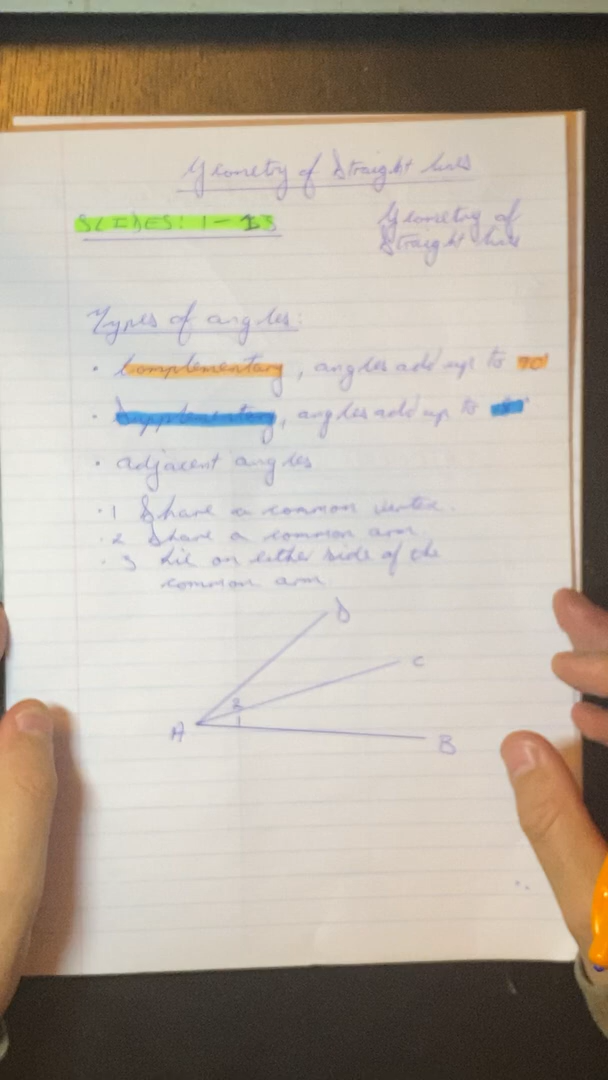 Geometry of Straight lines
SLIDES: 1 - 13
Geometry of
Straight lines
Types of angles:
• Complementary, angles add up to 90°
• Supplementary, angles add up to
• adjacent angles
• 1 Share a common vertex.
• 2 Share a common arm.
• 3 Lie on either side of the
common arm.
D
C
2
1
A
B